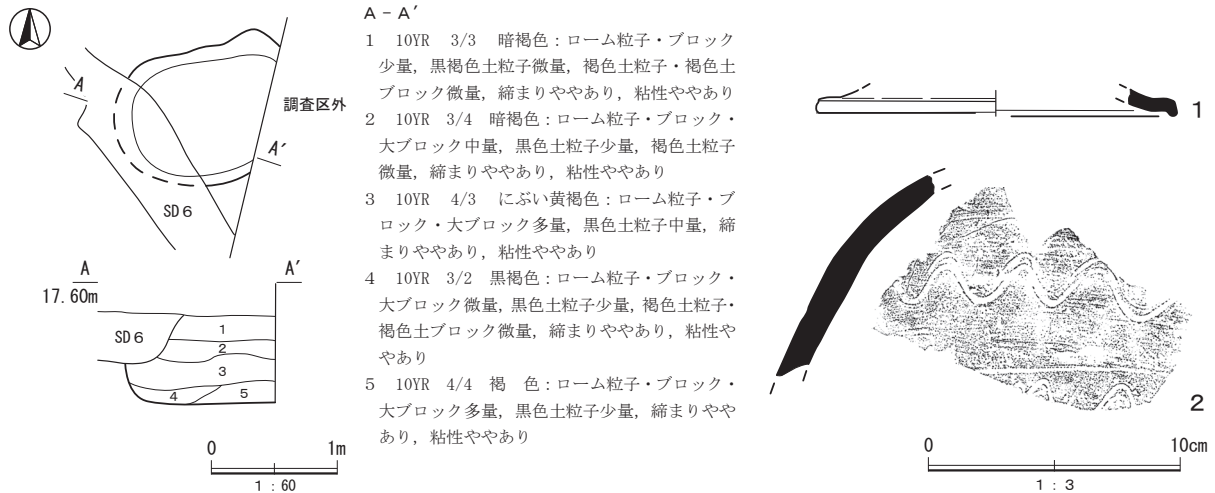 A
調査区外
A′
SD６
A
A′
17.60m
SD６
1
2
3
4
5
0
1m
1：60
A－A′
1　10YR　3/3　暗褐色：ローム粒子・ブロック
少量，黒褐色土粒子微量，褐色土粒子・褐色土
ブロック微量，締まりややあり，粘性ややあり
2　10YR　3/4　暗褐色：ローム粒子・ブロック・
大ブロック中量，黒色土粒子少量，褐色土粒子
微量，締まりややあり，粘性ややあり
3　10YR　4/3　にぶい黄褐色：ローム粒子・ブ
ロック・大ブロック多量，黒色土粒子中量，締
まりややあり，粘性ややあり
4　10YR　3/2　黒褐色：ローム粒子・ブロック・
大ブロック微量，黒色土粒子少量，褐色土粒子・
褐色土ブロック微量，締まりややあり，粘性や
ややあり
5　10YR　4/4　褐　色：ローム粒子・ブロック・
大ブロック多量，黒色土粒子少量，締まりやや
あり，粘性ややあり
1
2
0
10cm
1：3